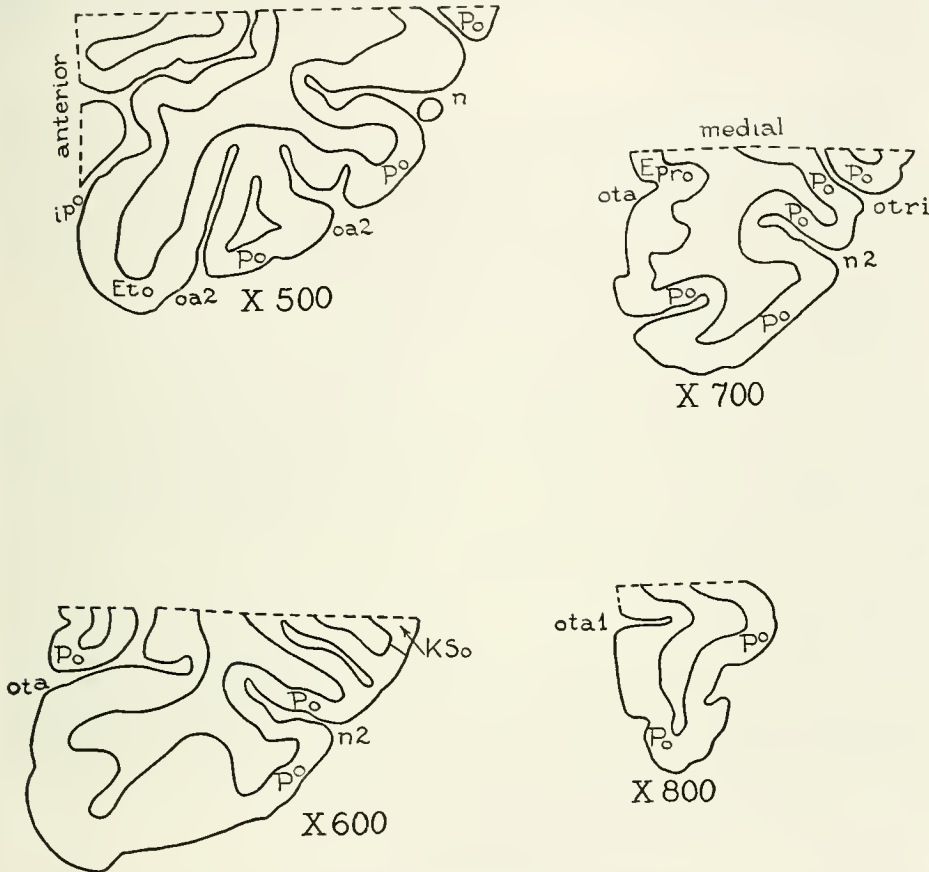 Po
anterior
n
ipo
Po
oa2
Po
Eto
oa2
X 500
medial
Epro
ota
Po
Po
otri
Po
n2
Po
Po
X 700
Po
ota
KSo
Po
n2
Po
X 600
ota1
Po
Po
X 800